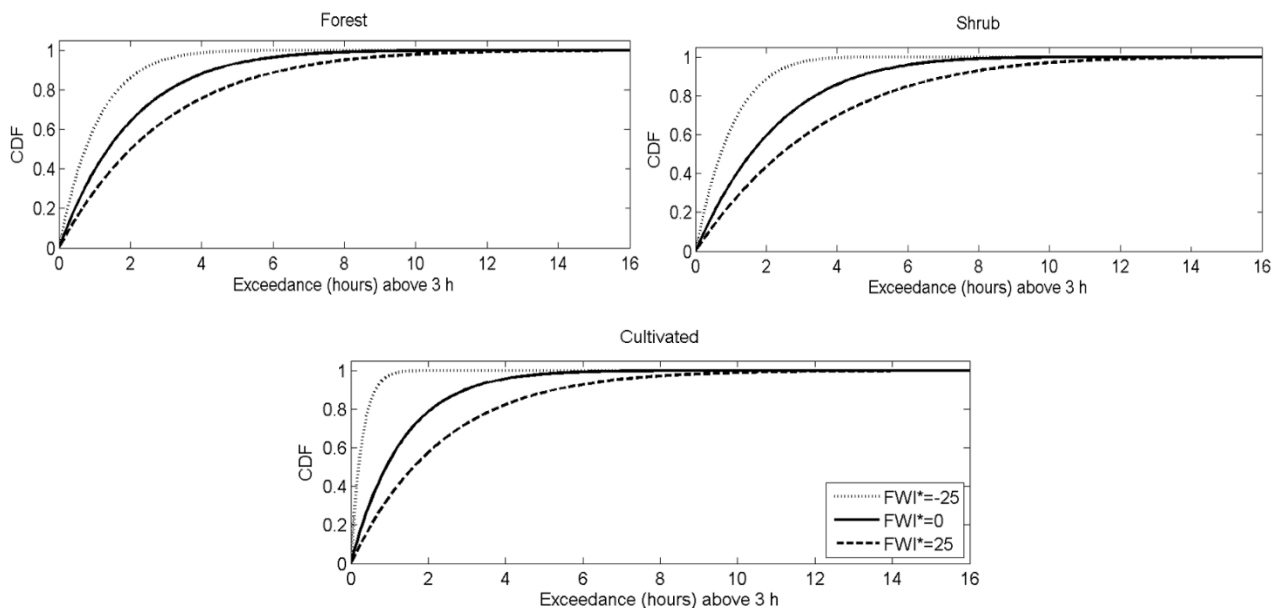 Forest
1
0.8
0.6
0.4
0.2
0
CDF
0 2 4 6 8 10 12 14 16
Exceedance (hours) above 3 h
Shrub
1
0.8
0.6
0.4
0.2
0
CDF
0 2 4 6 8 10 12 14 16
Exceedance (hours) above 3 h
Cultivated
1
0.8
0.6
0.4
0.2
0
CDF
FWI*=-25
FWI*=0
FWI*=25
0 2 4 6 8 10 12 14 16
Exceedance (hours) above 3 h